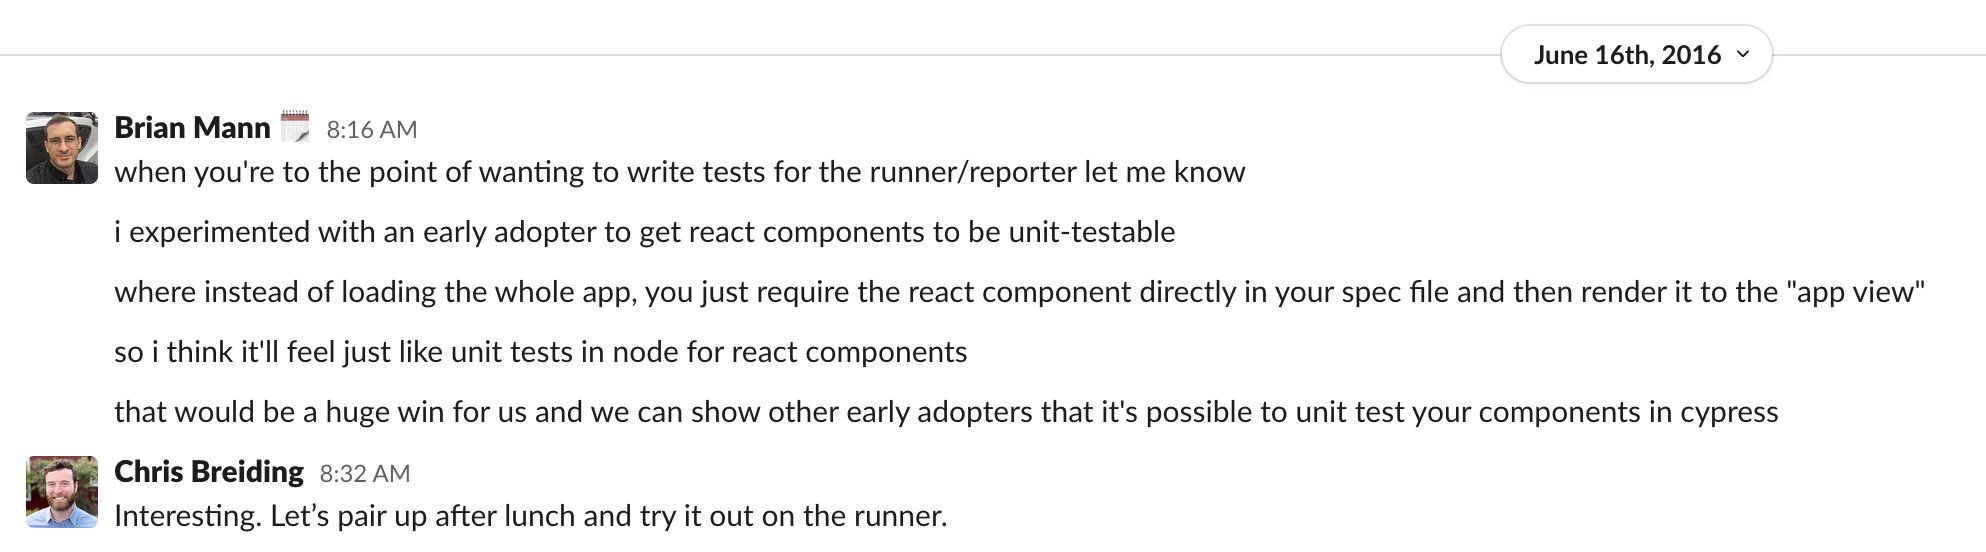 June 16th, 2016
Brian Mann 8:16 AM
when you're to the point of wanting to write tests for the runner/reporter let me know
i experimented with an early adopter to get react components to be unit-testable
where instead of loading the whole app, you just require the react component directly in your spec file and then render it to the "app view"
so i think it'll feel just like unit tests in node for react components
that would be a huge win for us and we can show other early adopters that it's possible to unit test your components in cypress
Chris Breiding 8:32 AM
Interesting. Let’s pair up after lunch and try it out on the runner.